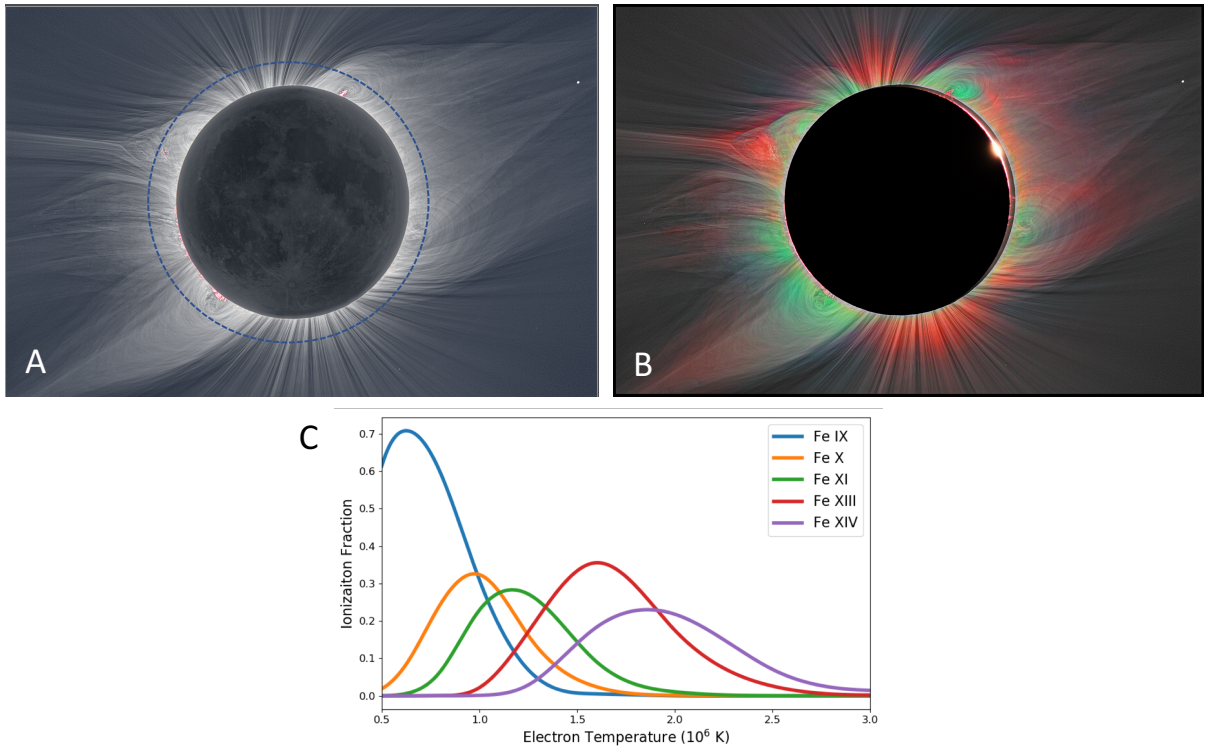 A
B
C
0.7
0.6
0.5
0.4
0.3
0.2
0.1
0.0
Ionizaiton Fraction
Fe IX
Fe X
Fe XI
Fe XIII
Fe XIV
0.5 1.0 1.5 2.0 2.5 3.0
Electron Temperature (10⁶ K)